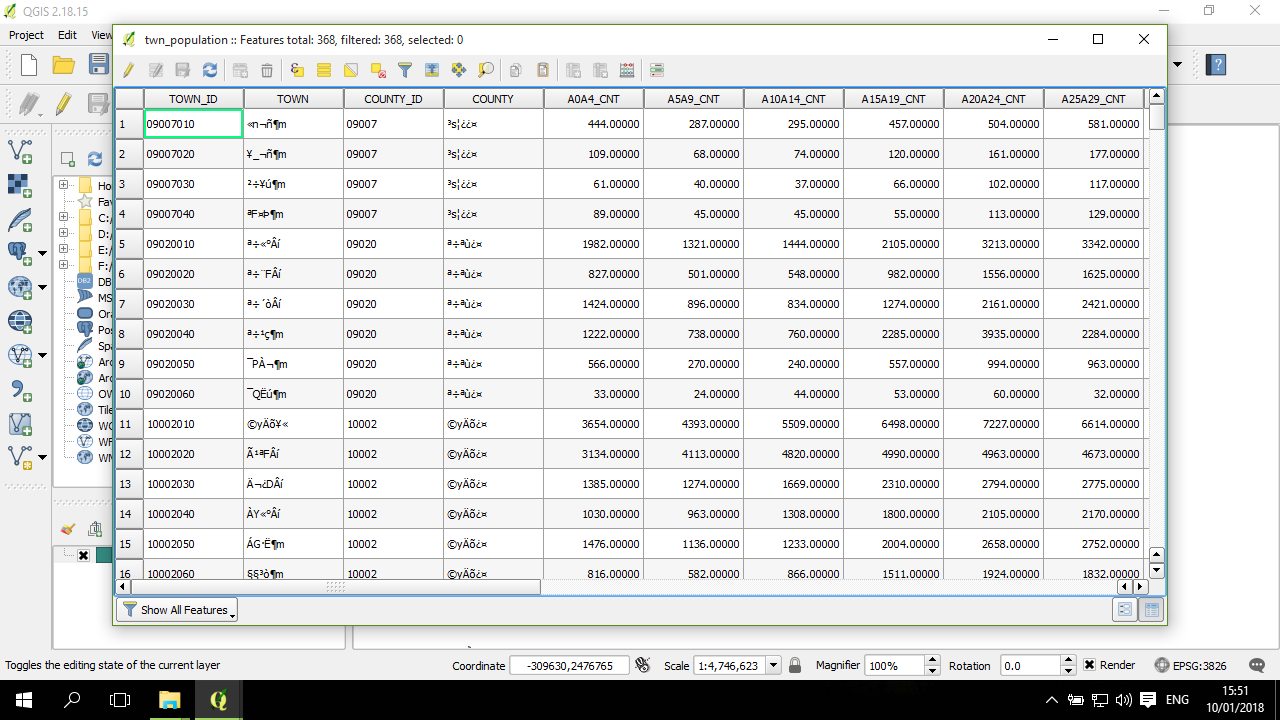 QGIS 2.18.15
Project Edit View
twn_population :: Features total: 368, filtered: 368, selected: 0
TOWN_ID TOWN COUNTY_ID COUNTY A0A4_CNT A5A9_CNT A10A14_CNT A15A19_CNT A20A24_CNT A25A29_CNT
1 09007010 «n¬ñ¶m 09007 ³s¦¿¿¤ 444.00000 287.00000 295.00000 457.00000 504.00000 581.00000
2 09007020 ¥_¬ñ¶m 09007 ³s¦¿¿¤ 109.00000 68.00000 74.00000 120.00000 161.00000 177.00000
3 09007030 ²÷¥ú¶m 09007 ³s¦¿¿¤ 61.00000 40.00000 37.00000 66.00000 102.00000 117.00000
4 09007040 ªF¤Þ¶m 09007 ³s¦¿¿¤ 89.00000 45.00000 45.00000 55.00000 113.00000 129.00000
5 09020010 ª÷«ºÂí 09020 ª÷ªù¿¤ 1982.00000 1321.00000 1444.00000 2105.00000 3213.00000 3342.00000
6 09020020 ª÷¨FÂí 09020 ª÷ªù¿¤ 827.00000 501.00000 548.00000 982.00000 1556.00000 1625.00000
7 09020030 ª÷´òÂí 09020 ª÷ªù¿¤ 1424.00000 896.00000 834.00000 1274.00000 2161.00000 2421.00000
8 09020040 ª÷¹ç¶m 09020 ª÷ªù¿¤ 1222.00000 738.00000 760.00000 2285.00000 3935.00000 2284.00000
9 09020050 ¯PÀ¬¶m 09020 ª÷ªù¿¤ 566.00000 270.00000 240.00000 557.00000 994.00000 963.00000
10 09020060 ¯QËú¶m 09020 ª÷ªù¿¤ 33.00000 24.00000 44.00000 53.00000 60.00000 32.00000
11 10002010 ©yÄõ¥« 10002 ©yÄõ¿¤ 3654.00000 4393.00000 5509.00000 6498.00000 7227.00000 6614.00000
12 10002020 Ã¹ªFÂí 10002 ©yÄõ¿¤ 3134.00000 4113.00000 4820.00000 4990.00000 4963.00000 4673.00000
13 10002030 Ä¬¿DÂí 10002 ©yÄõ¿¤ 1385.00000 1274.00000 1669.00000 2310.00000 2794.00000 2775.00000
14 10002040 ÀY«ºÂí 10002 ©yÄõ¿¤ 1030.00000 963.00000 1308.00000 1800.00000 2105.00000 2170.00000
15 10002050 ÁG·Ë¶m 10002 ©yÄõ¿¤ 1476.00000 1136.00000 1233.00000 2004.00000 2658.00000 2752.00000
16 10002060 §§³ò¶m 10002 ©yÄõ¿¤ 816.00000 582.00000 866.00000 1511.00000 1924.00000 1832.00000
Ho
Fav
C:/
D:/
E:/
F:/
DB
DB2
MS
Ora
Pos
Spa
Arc
Arc
OW
Tile
WC
WF
WM
Show All Features
Toggles the editing state of the current layer Coordinate -309630,2476765 Scale 1:4,746,623 Magnifier 100% Rotation 0.0 Render EPSG:3826
ENG 15:51
10/01/2018